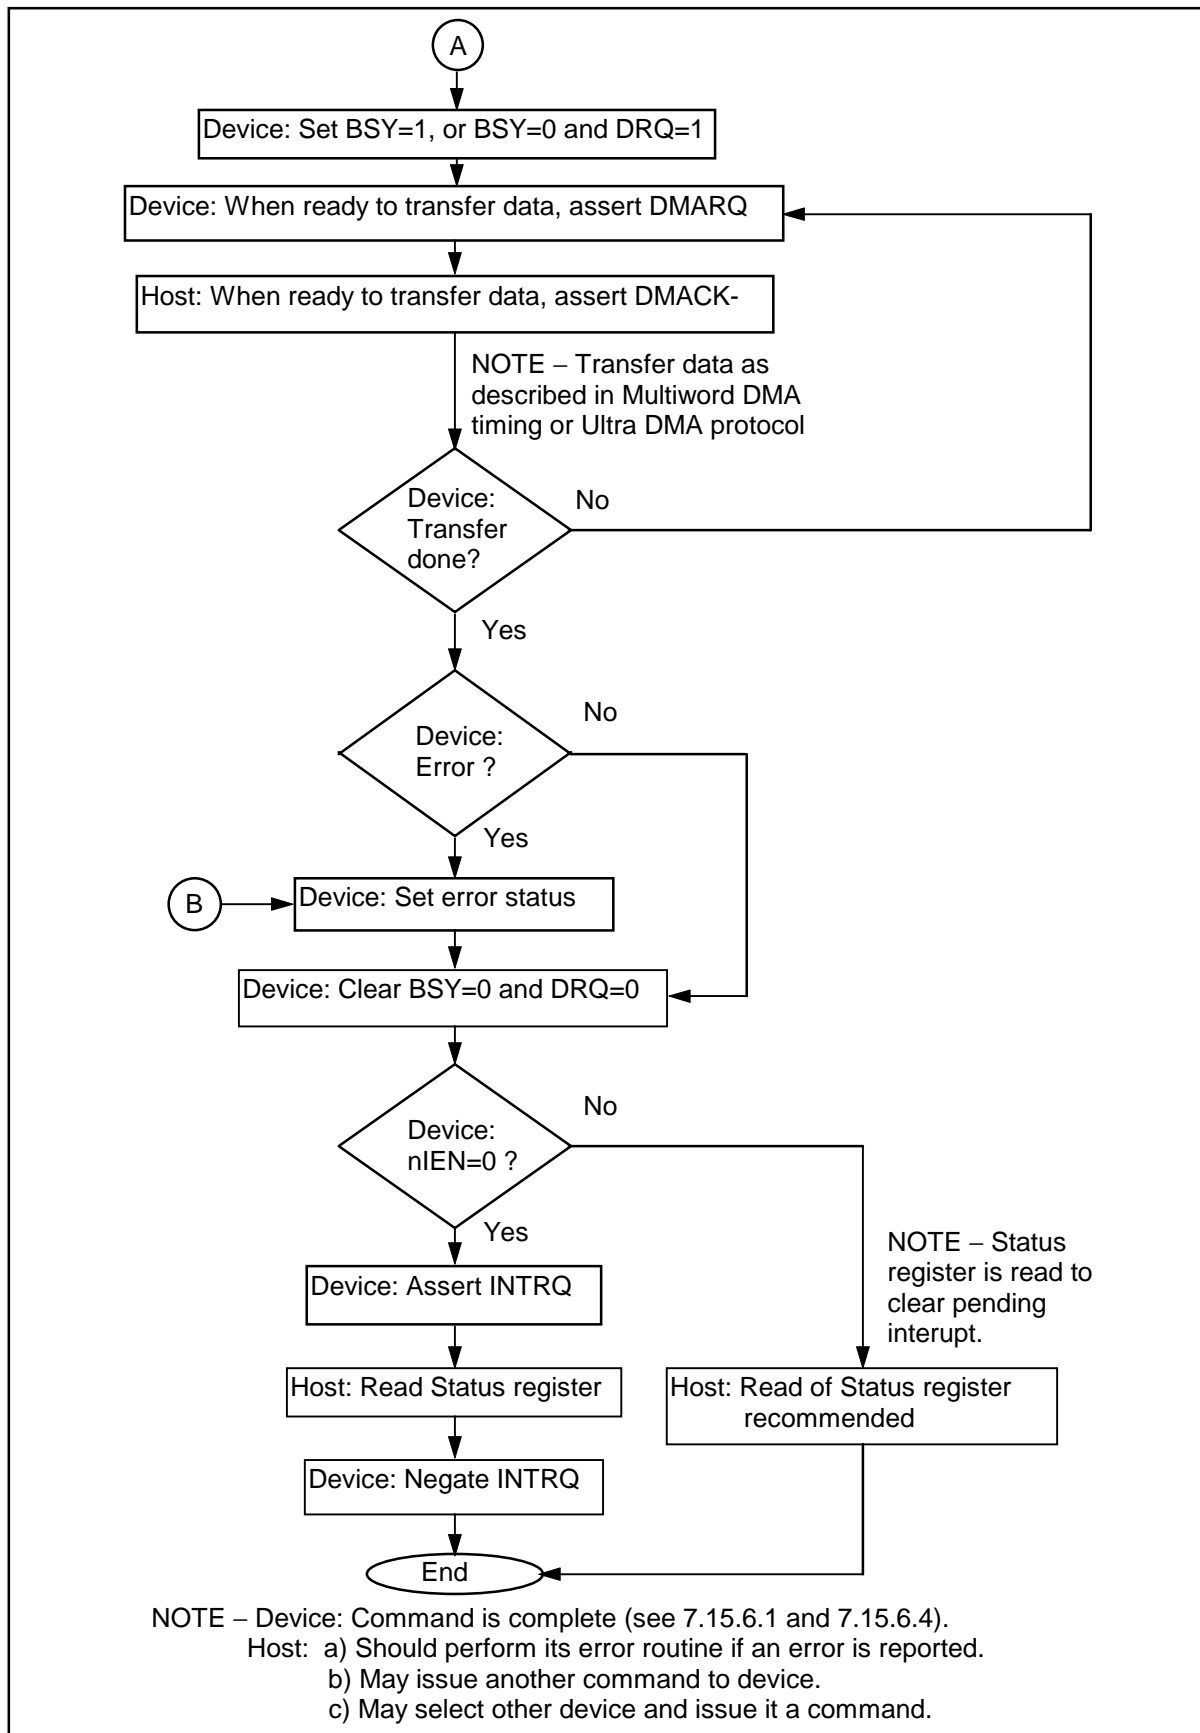 A
Device: Set BSY=1, or BSY=0 and DRQ=1
Device: When ready to transfer data, assert DMARQ
Host: When ready to transfer data, assert DMACK-
NOTE – Transfer data as
described in Multiword DMA
timing or Ultra DMA protocol
Device:
Transfer
done?
No
Yes
Device:
Error ?
No
Yes
B
Device: Set error status
Device: Clear BSY=0 and DRQ=0
Device:
nIEN=0 ?
No
Yes
NOTE – Status
register is read to
clear pending
interupt.
Device: Assert INTRQ
Host: Read Status register
Host: Read of Status register
recommended
Device: Negate INTRQ
End
NOTE – Device: Command is complete (see 7.15.6.1 and 7.15.6.4).
Host: a) Should perform its error routine if an error is reported.
b) May issue another command to device.
c) May select other device and issue it a command.